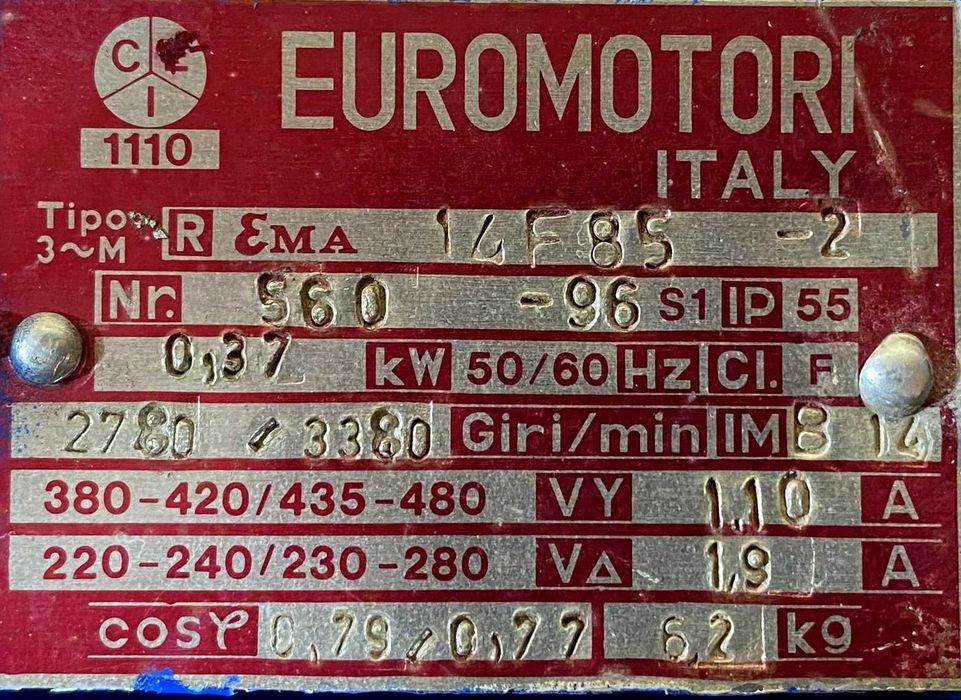 CEI
1110
EUROMOTORI
ITALY
Tipo
3~M
R EMA 14F85 -2
Nr. 560 -96 S1 IP 55
0,37 kW 50/60 Hz Cl. F
2780 / 3380 Giri/min IM B 14
380-420/435-480 VY 1,10 A
220-240/230-280 V△ 1,9 A
cosφ 0,79/0,77 6,2 kg